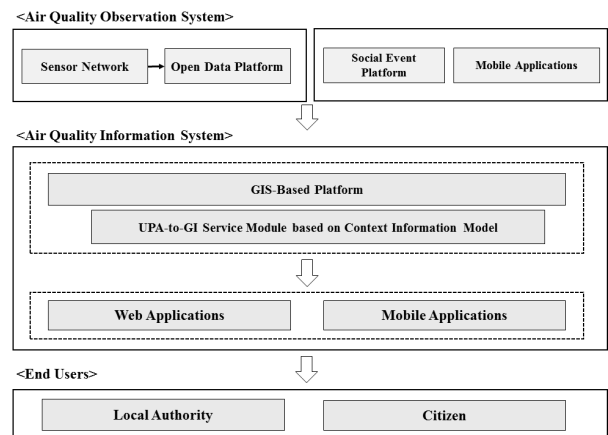 <Air Quality Observation System>
Sensor Network
Open Data Platform
Social Event
Platform
Mobile Applications
<Air Quality Information System>
GIS-Based Platform
UPA-to-GI Service Module based on Context Information Model
Web Applications
Mobile Applications
<End Users>
Local Authority
Citizen